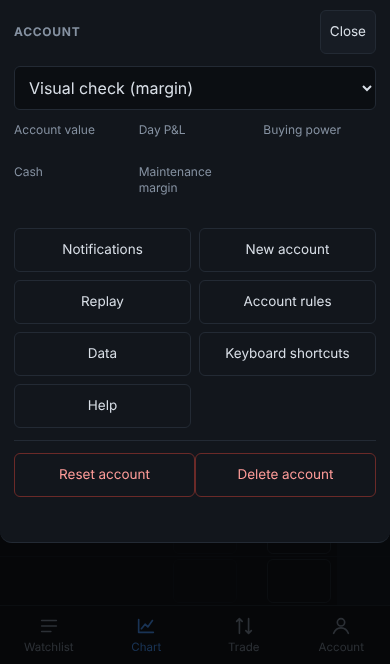 ACCOUNT
Close
Visual check (margin)
Account value Day P&L Buying power
Cash Maintenance
margin
Notifications New account
Replay Account rules
Data Keyboard shortcuts
Help
Reset account Delete account
Watchlist Chart Trade Account